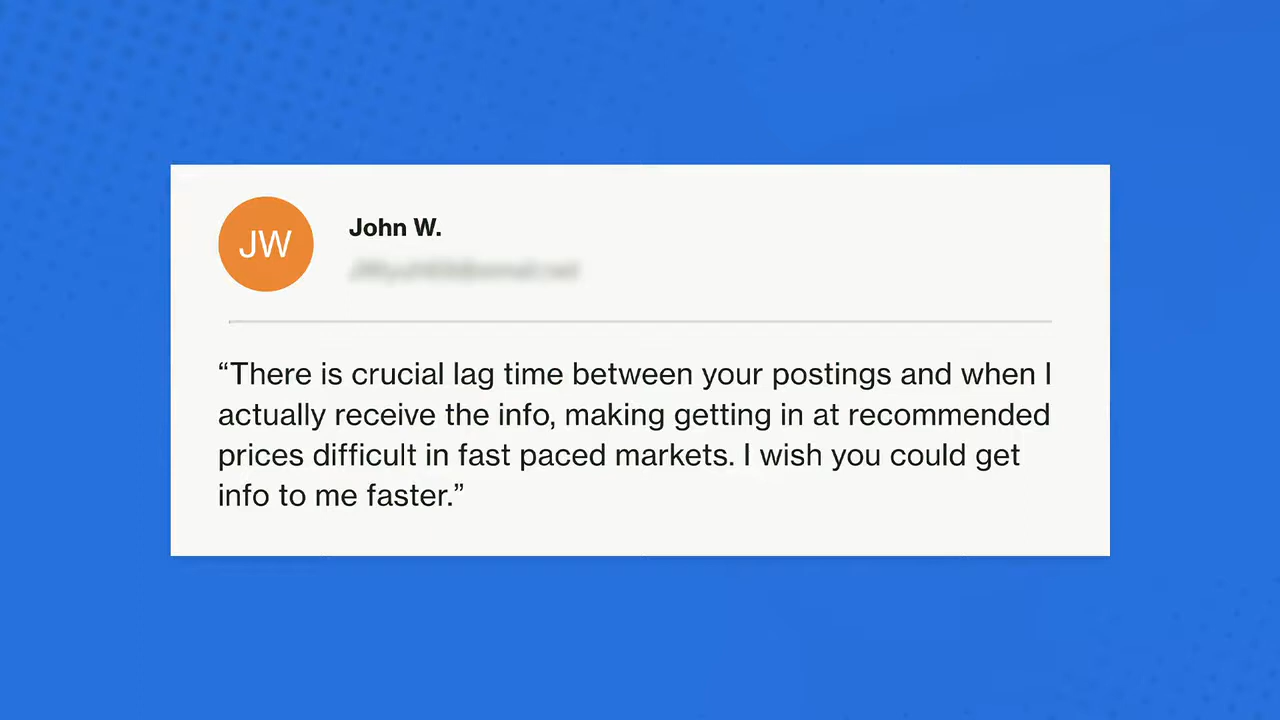 JW
John W.
“There is crucial lag time between your postings and when I
actually receive the info, making getting in at recommended
prices difficult in fast paced markets. I wish you could get
info to me faster.”